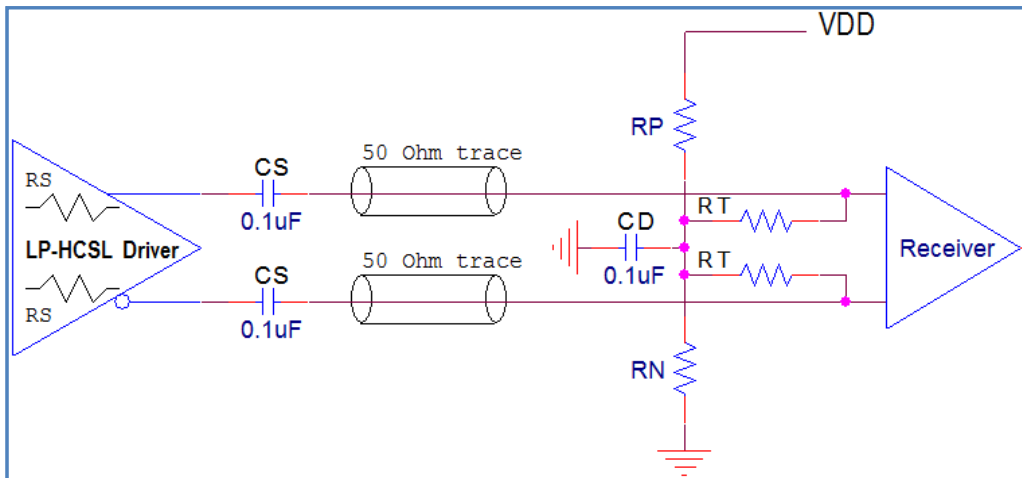 VDD
RP
50 Ohm trace
CS
RS
0.1uF
RT
CD
LP-HCSL Driver
Receiver
50 Ohm trace
CS
0.1uF
RT
RS
0.1uF
RN